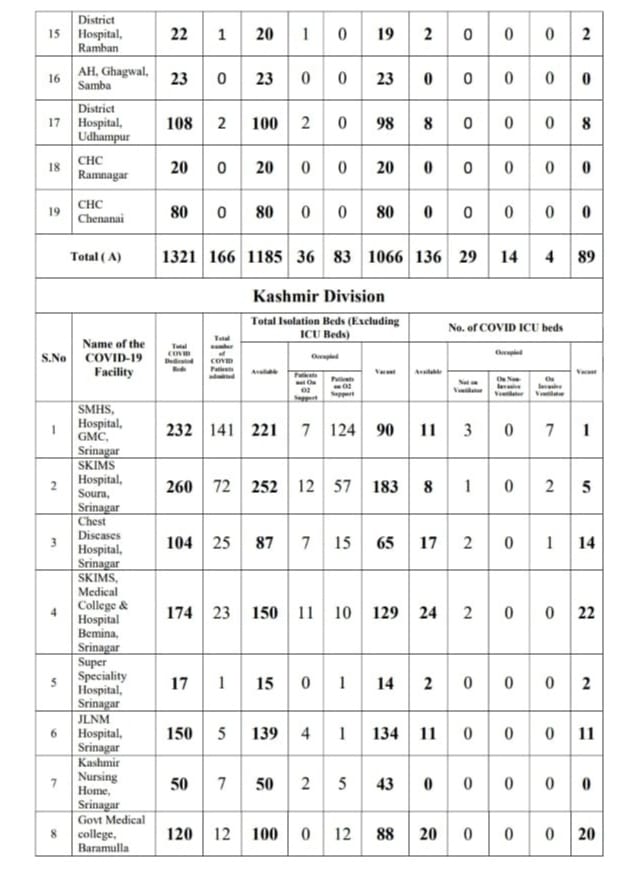 15 District Hospital, Ramban 22 1 20 1 0 19 2 0 0 0 2
16 AH, Ghagwal, Samba 23 0 23 0 0 23 0 0 0 0 0
17 District Hospital, Udhampur 108 2 100 2 0 98 8 0 0 0 8
18 CHC Ramnagar 20 0 20 0 0 20 0 0 0 0 0
19 CHC Chenanai 80 0 80 0 0 80 0 0 0 0 0
Total ( A) 1321 166 1185 36 83 1066 136 29 14 4 89
Kashmir Division
S.No
Name of the COVID-19 Facility
Total COVID Dedicated Beds
Total number of COVID Patients admitted
Total Isolation Beds (Excluding ICU Beds)
No. of COVID ICU beds
Available
Occupied
Patients not On O2 Support
Patients on O2 Support
Vacant
Available
Occupied
Not on Ventilator
On Non-Invasive Ventilator
On Invasive Ventilator
Vacant
1 SMHS, Hospital, GMC, Srinagar 232 141 221 7 124 90 11 3 0 7 1
2 SKIMS Hospital, Soura, Srinagar 260 72 252 12 57 183 8 1 0 2 5
3 Chest Diseases Hospital, Srinagar 104 25 87 7 15 65 17 2 0 1 14
4 SKIMS, Medical College & Hospital Bemina, Srinagar 174 23 150 11 10 129 24 2 0 0 22
5 Super Speciality Hospital, Srinagar 17 1 15 0 1 14 2 0 0 0 2
6 JLNM Hospital, Srinagar 150 5 139 4 1 134 11 0 0 0 11
7 Kashmir Nursing Home, Srinagar 50 7 50 2 5 43 0 0 0 0 0
8 Govt Medical college, Baramulla 120 12 100 0 12 88 20 0 0 0 20